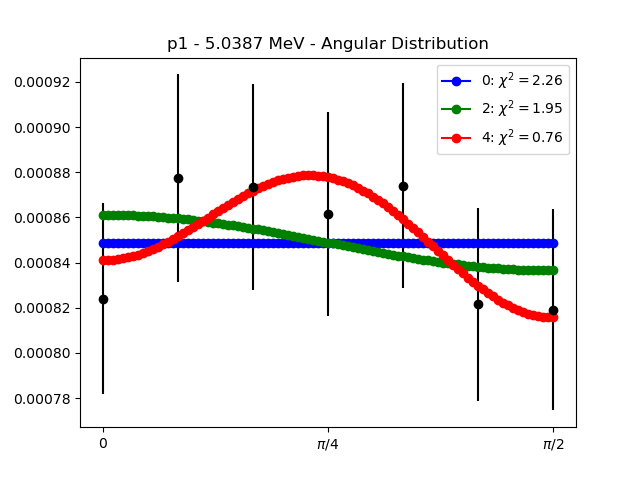 p1 - 5.0387 MeV - Angular Distribution
0.00092
0.00090
0.00088
0.00086
0.00084
0.00082
0.00080
0.00078
0
π/4
π/2
0: χ² = 2.26
2: χ² = 1.95
4: χ² = 0.76